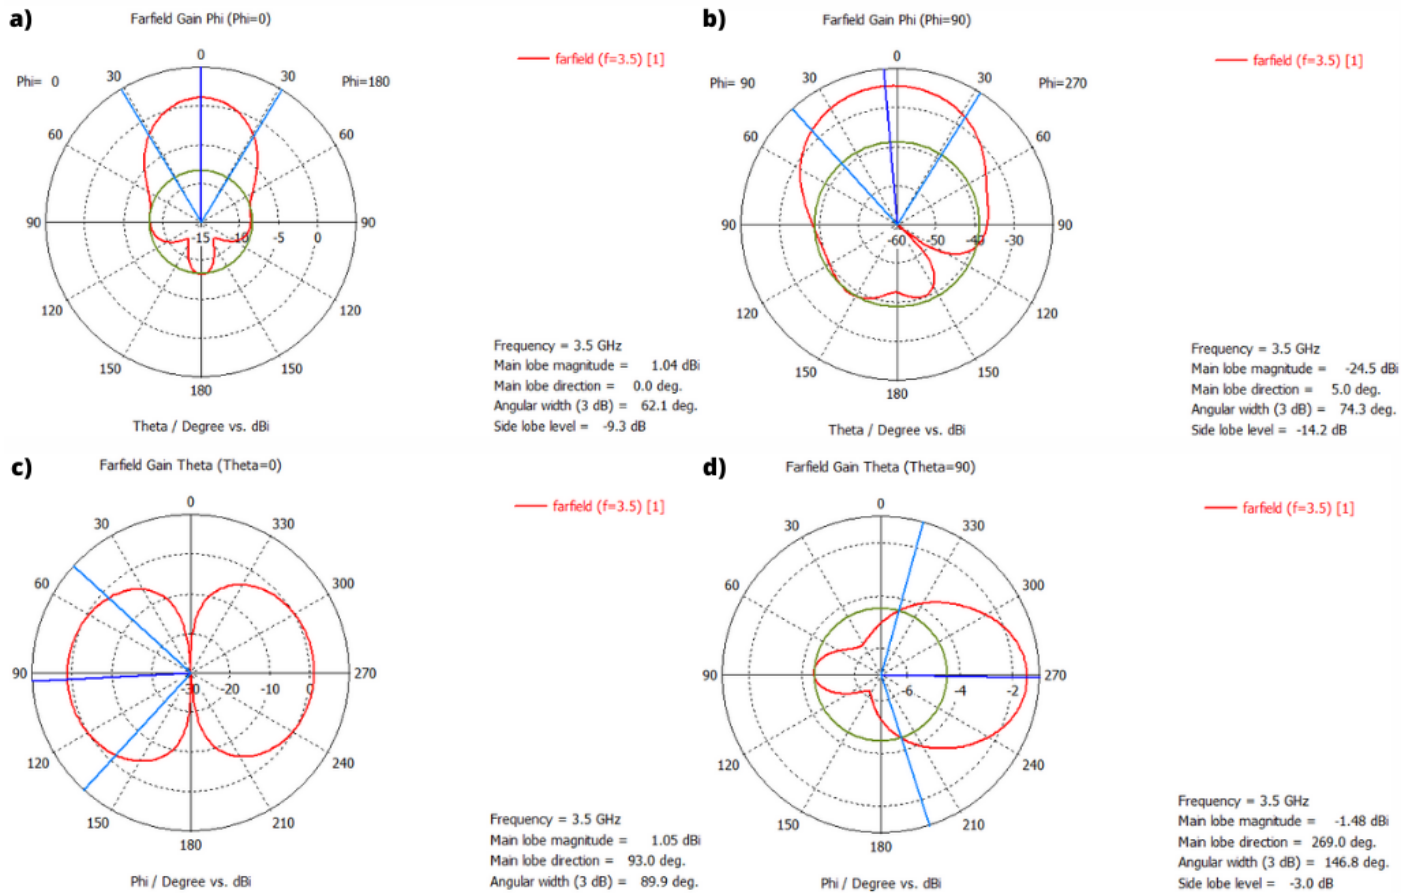 a)
Farfield Gain Phi (Phi=0)
farfield (f=3.5) [1]
Phi= 0
30
0
30
Phi=180
60
60
90
-15
-10
-5
0
90
120
120
150
150
180
Theta / Degree vs. dBi
Frequency = 3.5 GHz
Main lobe magnitude = 1.04 dBi
Main lobe direction = 0.0 deg.
Angular width (3 dB) = 62.1 deg.
Side lobe level = -9.3 dB
b)
Farfield Gain Phi (Phi=90)
farfield (f=3.5) [1]
Phi= 90
30
0
30
Phi=270
60
60
90
-60
-50
-40
-30
90
120
120
150
150
180
Theta / Degree vs. dBi
Frequency = 3.5 GHz
Main lobe magnitude = -24.5 dBi
Main lobe direction = 5.0 deg.
Angular width (3 dB) = 74.3 deg.
Side lobe level = -14.2 dB
c)
Farfield Gain Theta (Theta=0)
farfield (f=3.5) [1]
0
30
330
60
300
90
-30
-20
-10
0
270
120
240
150
210
180
Phi / Degree vs. dBi
Frequency = 3.5 GHz
Main lobe magnitude = 1.05 dBi
Main lobe direction = 93.0 deg.
Angular width (3 dB) = 89.9 deg.
d)
Farfield Gain Theta (Theta=90)
farfield (f=3.5) [1]
0
30
330
60
300
90
-6
-4
-2
270
120
240
150
210
180
Phi / Degree vs. dBi
Frequency = 3.5 GHz
Main lobe magnitude = -1.48 dBi
Main lobe direction = 269.0 deg.
Angular width (3 dB) = 146.8 deg.
Side lobe level = -3.0 dB